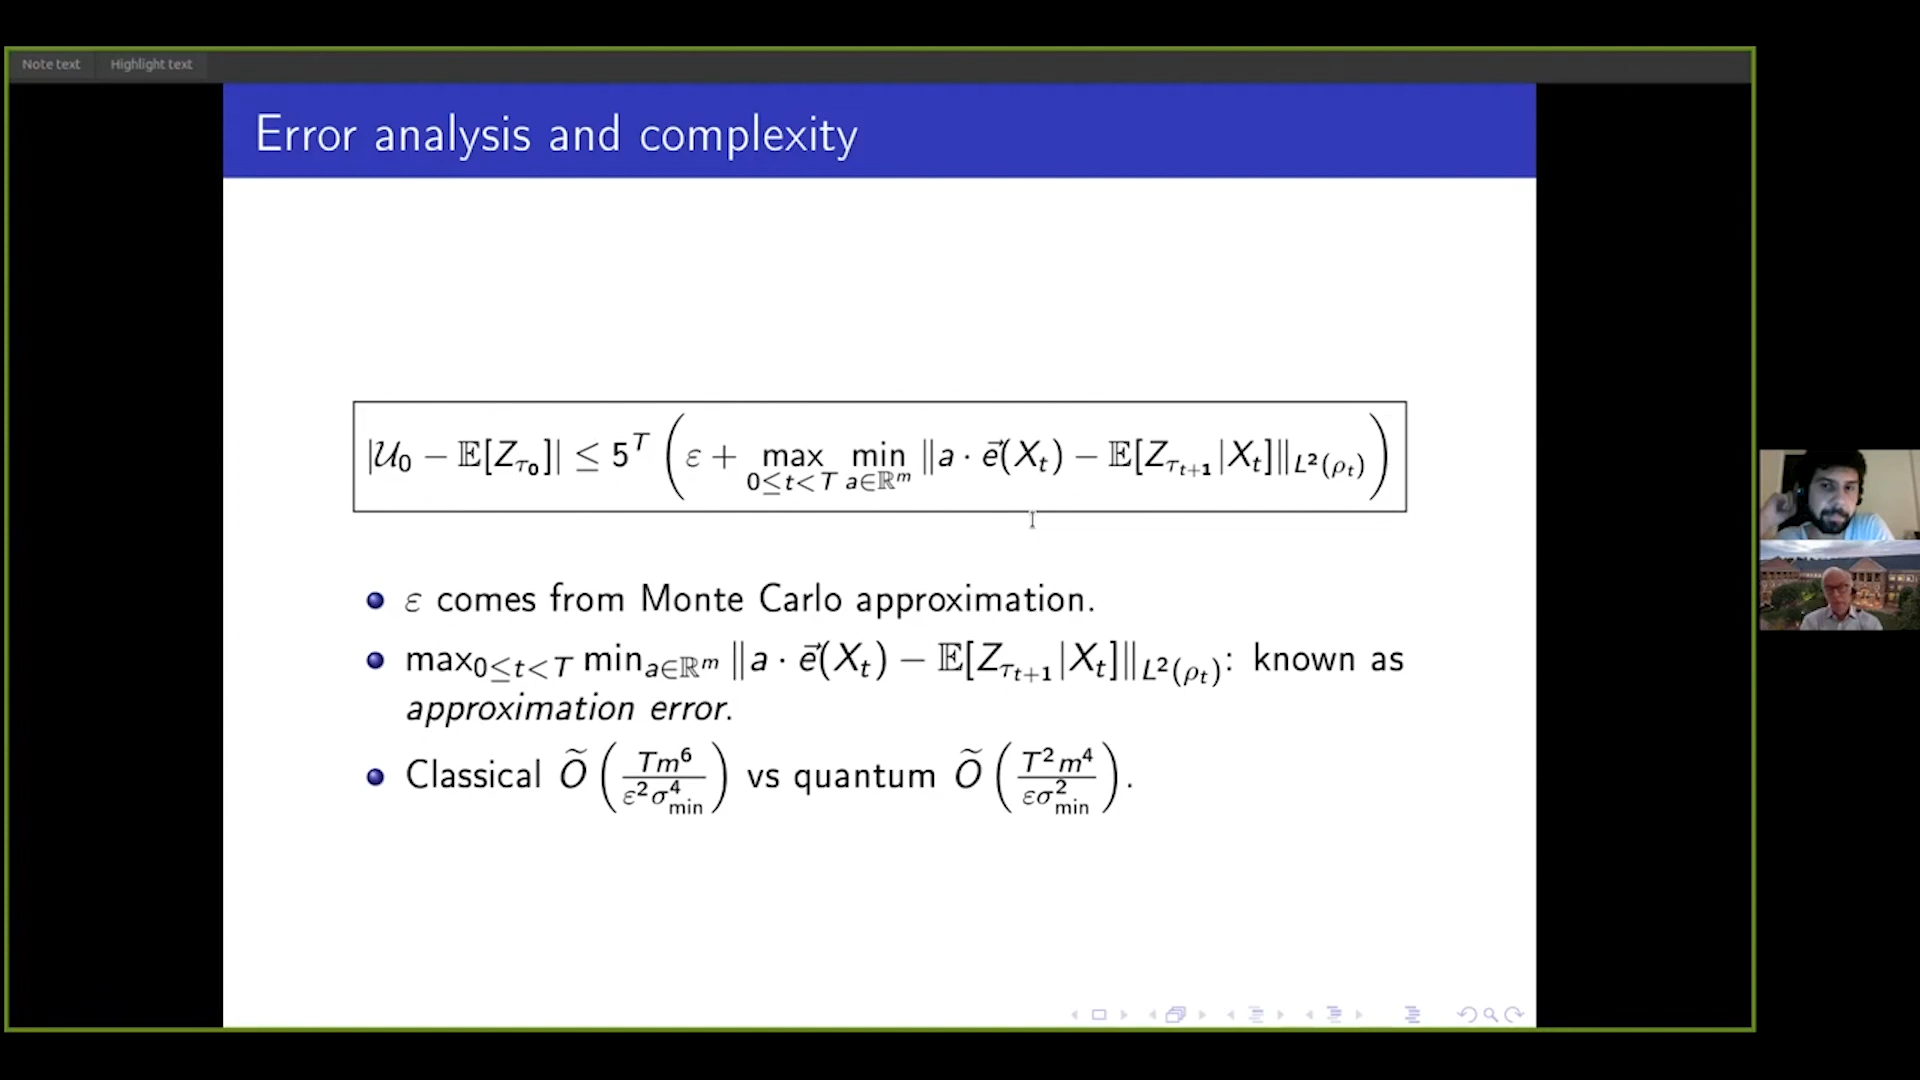 Note text Highlight text
Error analysis and complexity
|𝒰₀ − 𝔼[Z_{τ₀}]| ≤ 5^T (ε + max_{0≤t<T} min_{a∈ℝ^m} ‖a · e⃗(X_t) − 𝔼[Z_{τ_{t+1}}|X_t]‖_{L²(ρ_t)})
ε comes from Monte Carlo approximation.
max_{0≤t<T} min_{a∈ℝ^m} ‖a · e⃗(X_t) − 𝔼[Z_{τ_{t+1}}|X_t]‖_{L²(ρ_t)}: known as
approximation error.
Classical Õ(Tm⁶/ε²σ⁴_min) vs quantum Õ(T²m⁴/εσ²_min).